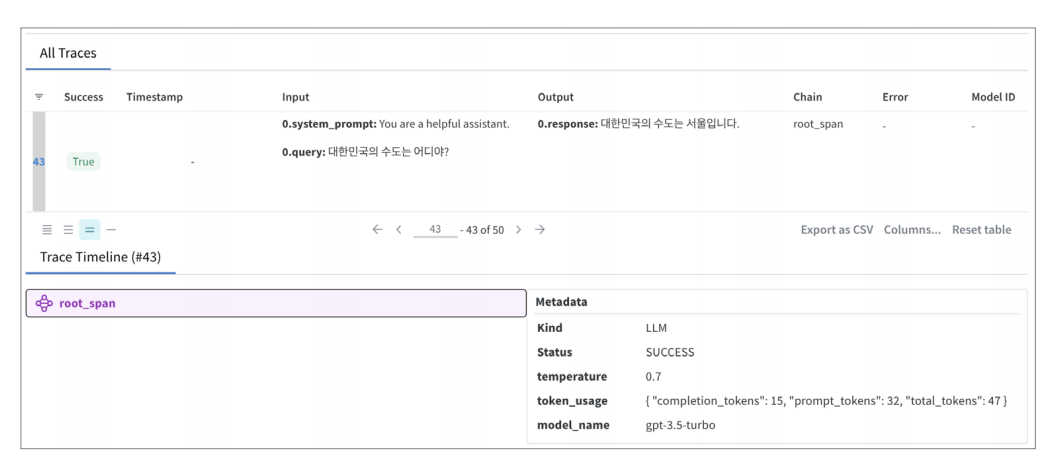 All Traces
Success Timestamp Input Output Chain Error Model ID
0.system_prompt: You are a helpful assistant. 0.response: 대한민국의 수도는 서울입니다. root_span - -
0.query: 대한민국의 수도는 어디야?
43 True -
← < 43 - 43 of 50 > → Export as CSV Columns... Reset table
Trace Timeline (#43)
root_span
Metadata
Kind LLM
Status SUCCESS
temperature 0.7
token_usage { "completion_tokens": 15, "prompt_tokens": 32, "total_tokens": 47 }
model_name gpt-3.5-turbo